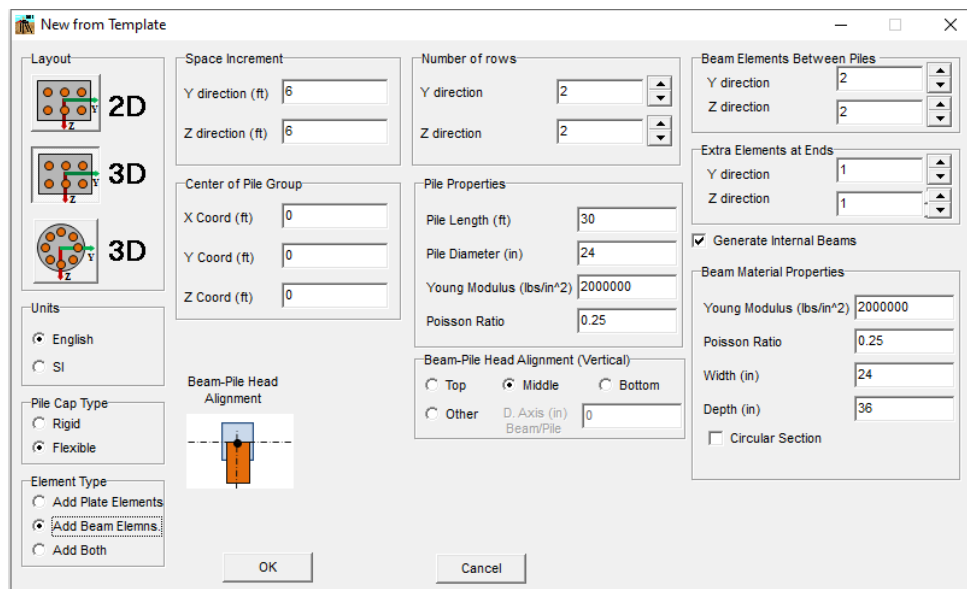 New from Template
Layout
Y
Z
2D
Y
Z
3D
Y
Z
3D
Units
English
SI
Pile Cap Type
Rigid
Flexible
Element Type
Add Plate Elements
Add Beam Elemns.
Add Both
Space Increment
Y direction (ft) 6
Z direction (ft) 6
Center of Pile Group
X Coord (ft) 0
Y Coord (ft) 0
Z Coord (ft) 0
Beam-Pile Head
Alignment
Number of rows
Y direction 2
Z direction 2
Pile Properties
Pile Length (ft) 30
Pile Diameter (in) 24
Young Modulus (lbs/in^2) 2000000
Poisson Ratio 0.25
Beam-Pile Head Alignment (Vertical)
Top Middle Bottom
Other D. Axis (in) 0
Beam/Pile
Beam Elements Between Piles
Y direction 2
Z direction 2
Extra Elements at Ends
Y direction 1
Z direction 1
Generate Internal Beams
Beam Material Properties
Young Modulus (lbs/in^2) 2000000
Poisson Ratio 0.25
Width (in) 24
Depth (in) 36
Circular Section
OK Cancel